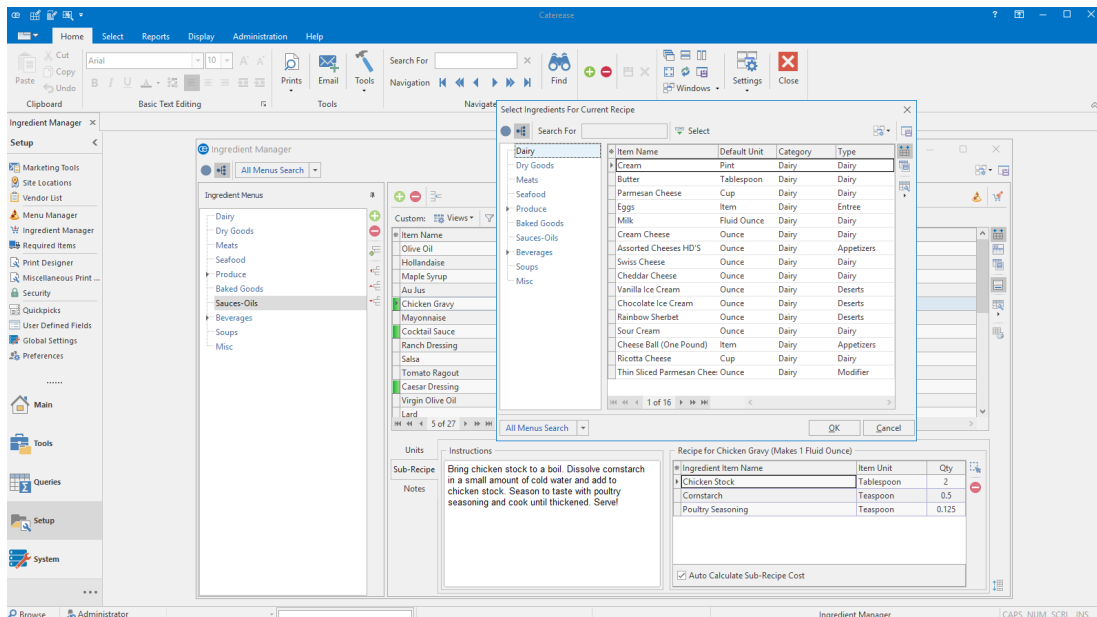 Caterease
Home Select Reports Display Administration Help
Cut
Copy
Undo
Paste
Clipboard
Arial 10
B I U A
Basic Text Editing
Prints Email Tools
Tools
Search For
Navigation
Find
Navigate
Windows
Settings Close
Ingredient Manager
Setup
Marketing Tools
Site Locations
Vendor List
Menu Manager
Ingredient Manager
Required Items
Print Designer
Miscellaneous Print ...
Security
Quickpicks
User Defined Fields
Global Settings
Preferences
Main
Tools
Queries
Setup
System
Ingredient Manager
All Menus Search
Ingredient Menus
Dairy
Dry Goods
Meats
Seafood
Produce
Baked Goods
Sauces-Oils
Beverages
Soups
Misc
Custom: Views
Item Name
Olive Oil
Hollandaise
Maple Syrup
Au Jus
Chicken Gravy
Mayonnaise
Cocktail Sauce
Ranch Dressing
Salsa
Tomato Ragout
Caesar Dressing
Virgin Olive Oil
Lard
5 of 27
Select Ingredients For Current Recipe
Search For Select
Dairy
Dry Goods
Meats
Seafood
Produce
Baked Goods
Sauces-Oils
Beverages
Soups
Misc
Item Name Default Unit Category Type
Cream Pint Dairy Dairy
Butter Tablespoon Dairy Dairy
Parmesan Cheese Cup Dairy Dairy
Eggs Item Dairy Entree
Milk Fluid Ounce Dairy Dairy
Cream Cheese Ounce Dairy Dairy
Assorted Cheeses HD'S Ounce Dairy Appetizers
Swiss Cheese Ounce Dairy Dairy
Cheddar Cheese Ounce Dairy Dairy
Vanilla Ice Cream Ounce Dairy Deserts
Chocolate Ice Cream Ounce Dairy Deserts
Rainbow Sherbet Ounce Dairy Deserts
Sour Cream Ounce Dairy Dairy
Cheese Ball (One Pound) Item Dairy Appetizers
Ricotta Cheese Cup Dairy Dairy
Thin Sliced Parmesan Chee: Ounce Dairy Modifier
1 of 16
All Menus Search OK Cancel
Units
Sub-Recipe
Notes
Instructions
Bring chicken stock to a boil. Dissolve cornstarch
in a small amount of cold water and add to
chicken stock. Season to taste with poultry
seasoning and cook until thickened. Serve!
Recipe for Chicken Gravy (Makes 1 Fluid Ounce)
Ingredient Item Name Item Unit Qty
Chicken Stock Tablespoon 2
Cornstarch Teaspoon 0.5
Poultry Seasoning Teaspoon 0.125
Auto Calculate Sub-Recipe Cost
Browse Administrator Ingredient Manager CAPS NUM SCRL INS